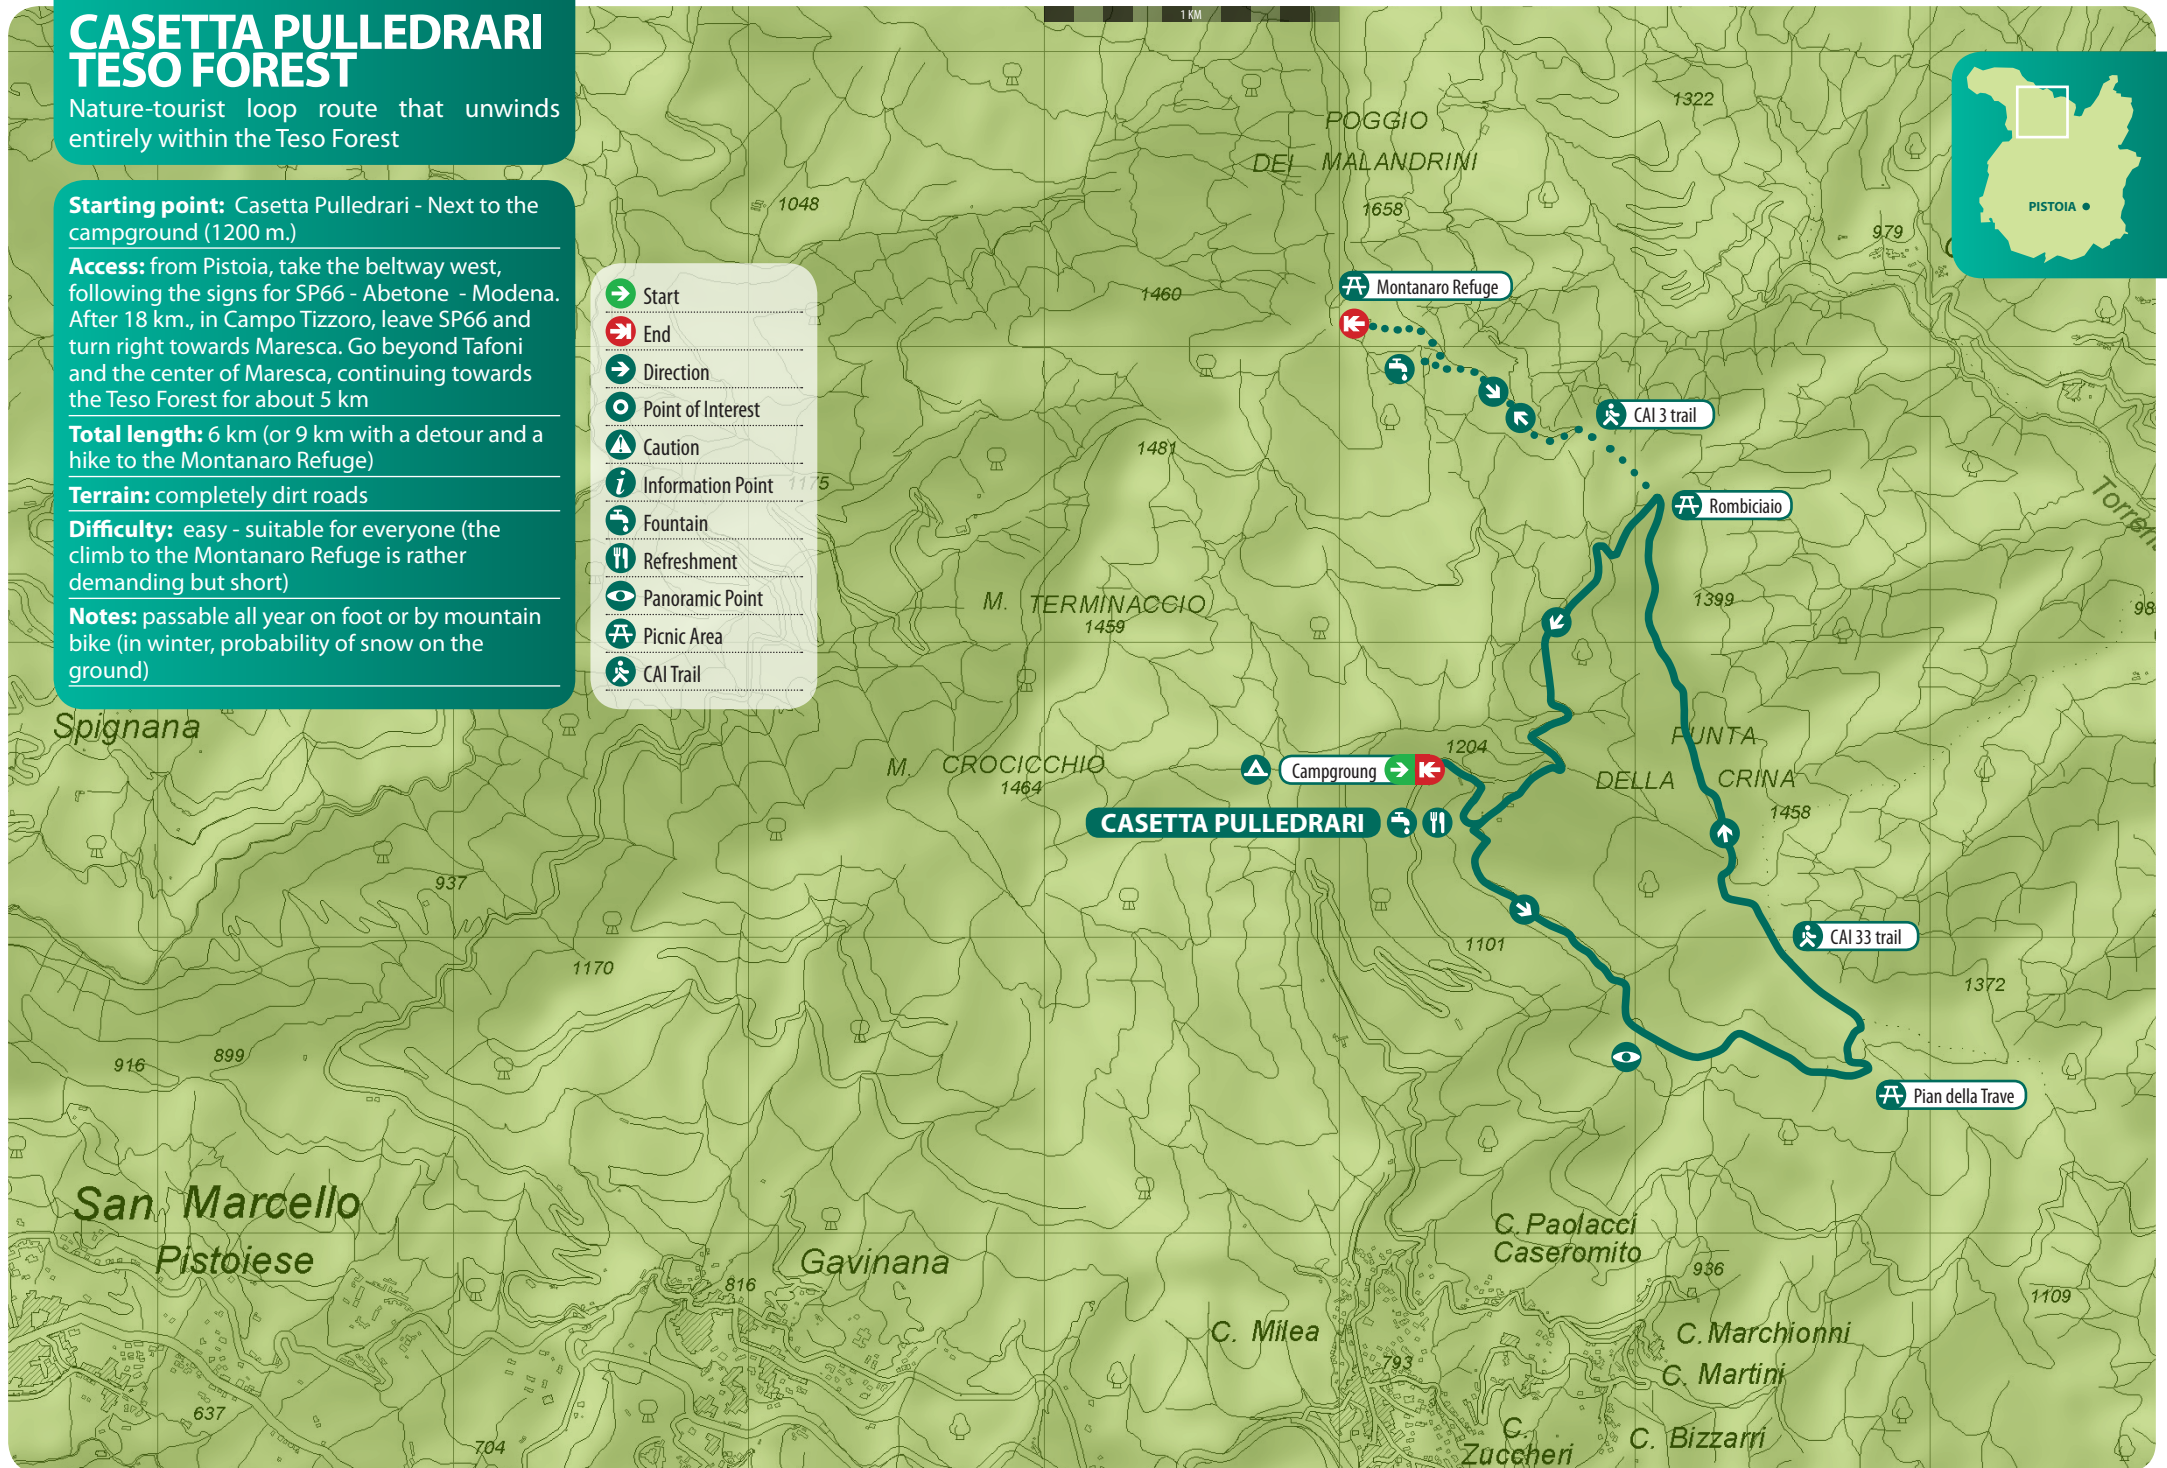 CASETTA PULLEDRARI
TESO FOREST
Nature-tourist loop route that unwinds
entirely within the Teso Forest
Starting point: Casetta Pulledrari - Next to the
campground (1200 m.)
Access: from Pistoia, take the beltway west,
following the signs for SP66 - Abetone - Modena.
After 18 km., in Campo Tizzoro, leave SP66 and
turn right towards Maresca. Go beyond Tafoni
and the center of Maresca, continuing towards
the Teso Forest for about 5 km
Total length: 6 km (or 9 km with a detour and a
hike to the Montanaro Refuge)
Terrain: completely dirt roads
Difficulty: easy - suitable for everyone (the
climb to the Montanaro Refuge is rather
demanding but short)
Notes: passable all year on foot or by mountain
bike (in winter, probability of snow on the
ground)
Start
End
Direction
Point of Interest
Caution
Information Point
Fountain
Refreshment
Panoramic Point
Picnic Area
CAI Trail
1 KM
PISTOIA
POGGIO
DEI MALANDRINI
1658
1322
979
1048
1460
1481
1175
Montanaro Refuge
CAI 3 trail
Rombiciaio
1399
98
M. TERMINACCIO
1459
M. CROCICCHIO
1464
1204
Campgroung
CASETTA PULLEDRARI
PUNTA
DELLA CRINA
1458
CAI 33 trail
1372
1101
Pian della Trave
Spignana
937
1170
916
899
San Marcello
Pistoiese
Gavinana
816
637
704
C. Milea
793
C. Paolacci
Caseromito
936
1109
C. Marchionni
C. Martini
C. Bizzarri
C.
Zuccheri